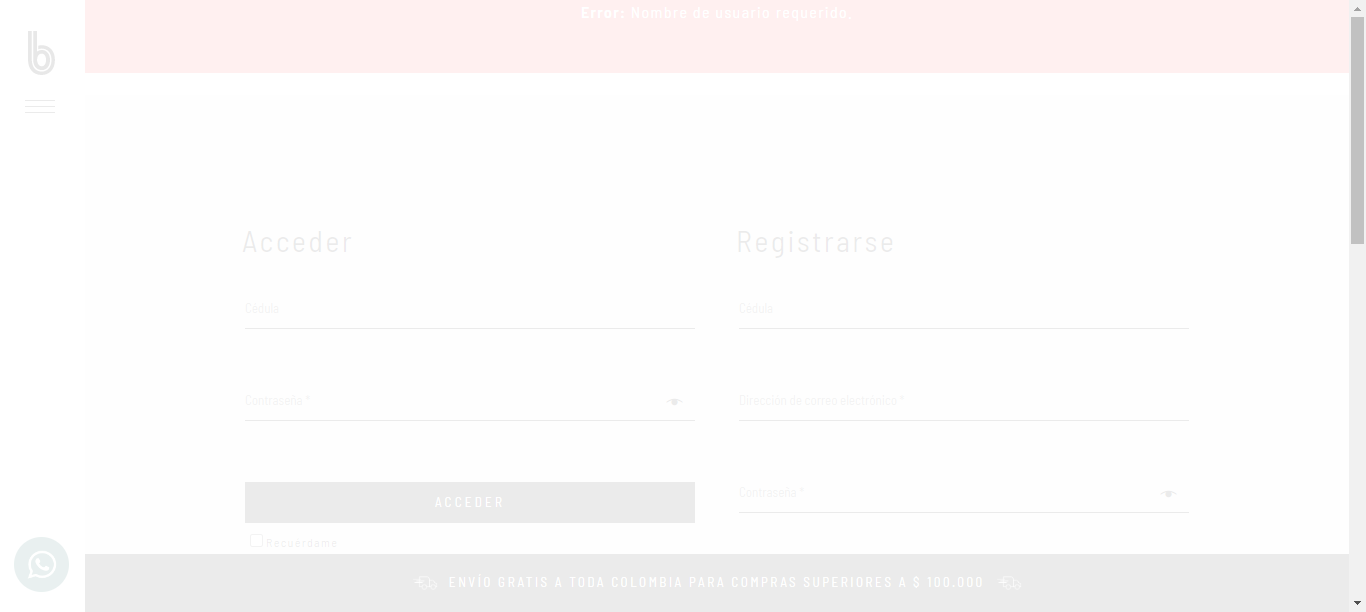 Error: Nombre de usuario requerido.
b
Acceder
Registrarse
Cédula
Cédula
Contraseña *
Dirección de correo electrónico *
Contraseña *
ACCEDER
Recuérdame
ENVÍO GRATIS A TODA COLOMBIA PARA COMPRAS SUPERIORES A $ 100.000